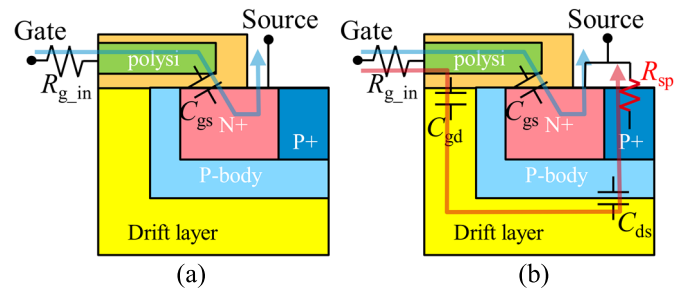 Gate
Source
polysi
R_g_in
C_gs
N+
P+
P-body
Drift layer
(a)
Gate
Source
polysi
R_g_in
R_sp
C_gd
C_gs
N+
P+
P-body
C_ds
Drift layer
(b)